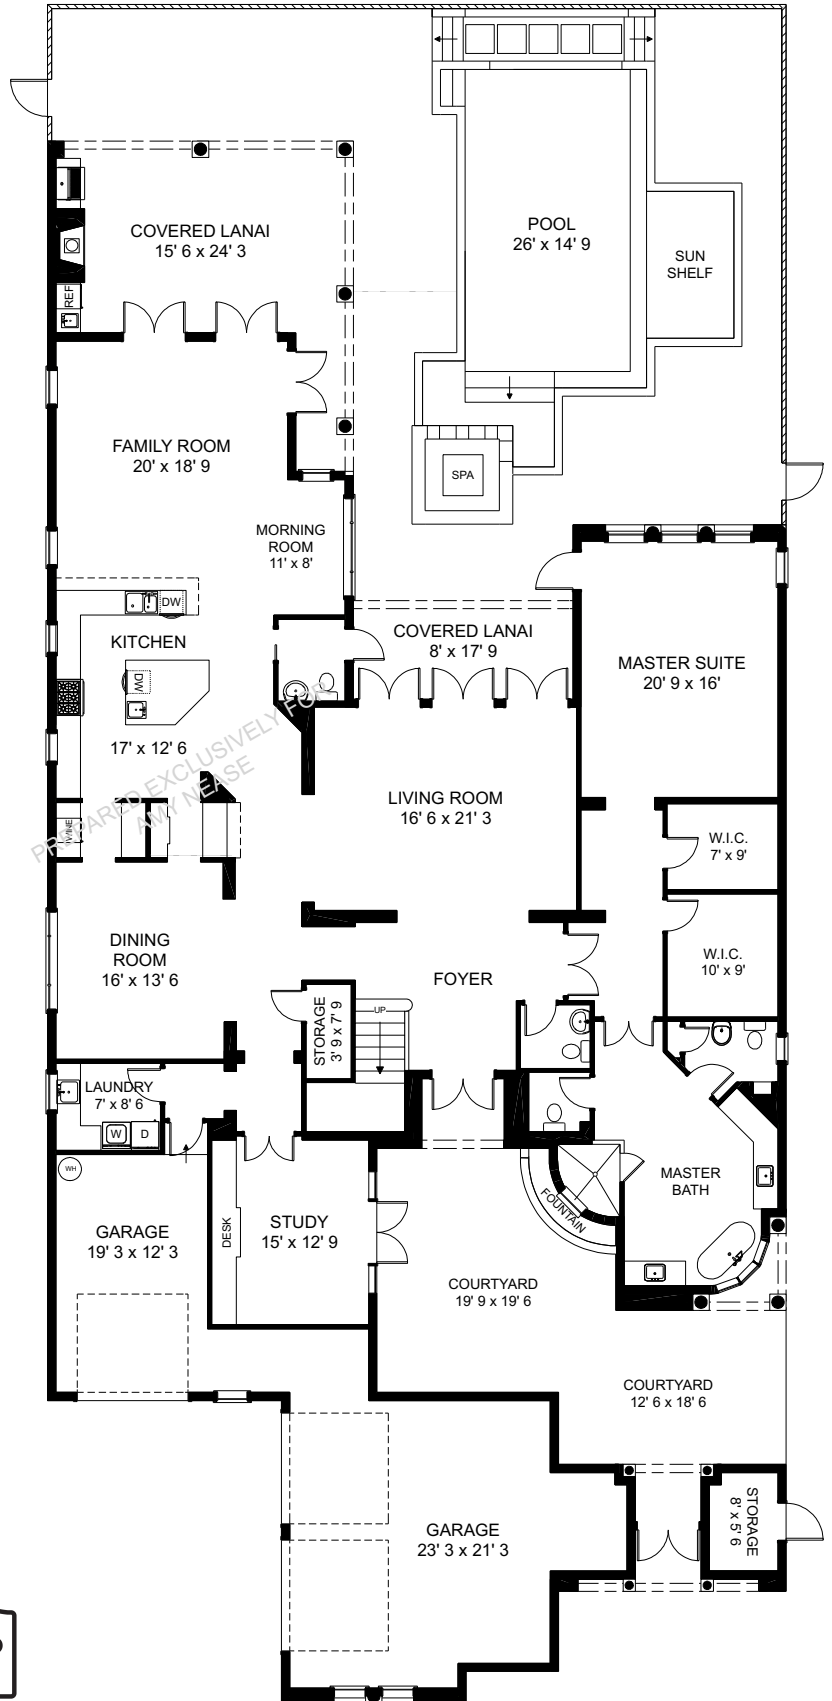 COVERED LANAI
15' 6 x 24' 3
REF
POOL
26' x 14' 9
SUN
SHELF
FAMILY ROOM
20' x 18' 9
SPA
MORNING
ROOM
11' x 8'
DW
KITCHEN
DW
17' x 12' 6
COVERED LANAI
8' x 17' 9
MASTER SUITE
20' 9 x 16'
PREPARED EXCLUSIVELY FOR
AMY NEASE
LIVING ROOM
16' 6 x 21' 3
WINE
W.I.C.
7' x 9'
DINING
ROOM
16' x 13' 6
FOYER
W.I.C.
10' x 9'
STORAGE
3' 9 x 7' 9
UP
LAUNDRY
7' x 8' 6
W
D
WH
MASTER
BATH
FOUNTAIN
GARAGE
19' 3 x 12' 3
DESK
STUDY
15' x 12' 9
COURTYARD
19' 9 x 19' 6
COURTYARD
12' 6 x 18' 6
STORAGE
8' x 5' 6
GARAGE
23' 3 x 21' 3